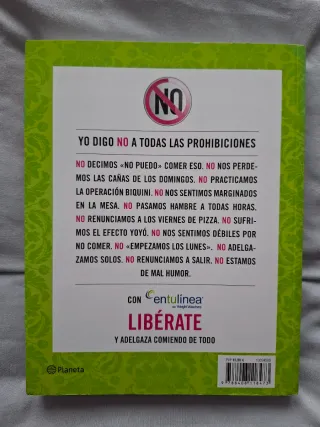 NO
YO DIGO NO A TODAS LAS PROHIBICIONES
NO DECIMOS «NO PUEDO» COMER ESO. NO NOS PERDE-
MOS LAS CAÑAS DE LOS DOMINGOS. NO PRACTICAMOS
LA OPERACIÓN BIQUINI. NO NOS SENTIMOS MARGINADOS
EN LA MESA. NO PASAMOS HAMBRE A TODAS HORAS.
NO RENUNCIAMOS A LOS VIERNES DE PIZZA. NO SUFRI-
MOS EL EFECTO YOYÓ. NO NOS SENTIMOS DÉBILES POR
NO COMER. NO «EMPEZAMOS LOS LUNES». NO ADELGA-
ZAMOS SOLOS. NO RENUNCIAMOS A SALIR. NO ESTAMOS
DE MAL HUMOR.
CON entulínea
LIBÉRATE
Y ADELGAZA COMIENDO DE TODO
Planeta